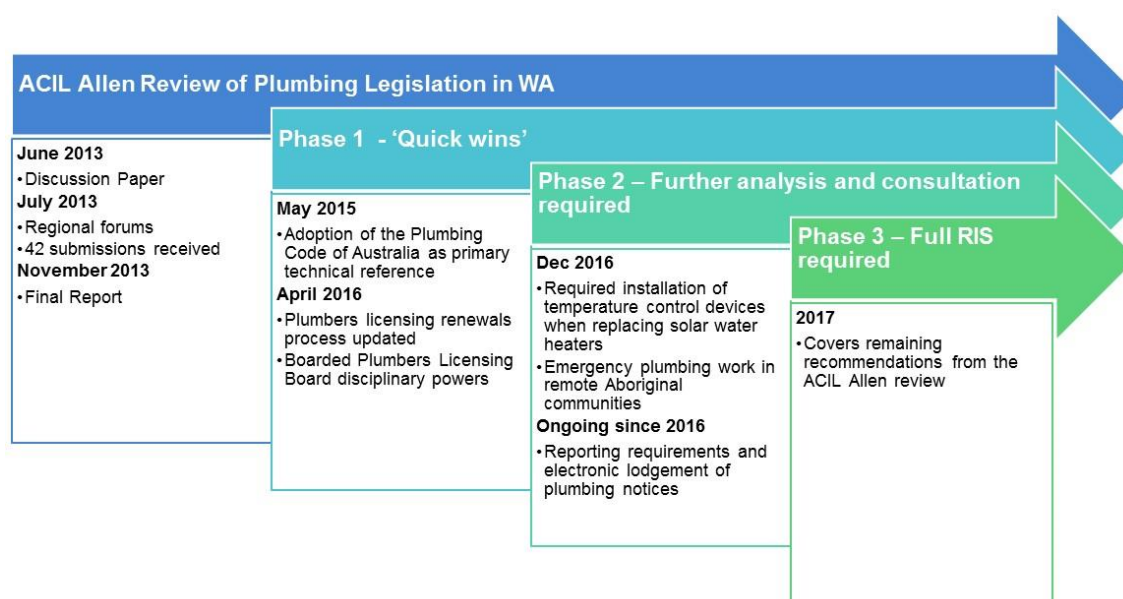 ACIL Allen Review of Plumbing Legislation in WA
June 2013
•Discussion Paper
July 2013
•Regional forums
•42 submissions received
November 2013
•Final Report
Phase 1 - ‘Quick wins’
May 2015
•Adoption of the Plumbing
Code of Australia as primary
technical reference
April 2016
•Plumbers licensing renewals
process updated
•Boarded Plumbers Licensing
Board disciplinary powers
Phase 2 – Further analysis and consultation
required
Dec 2016
•Required installation of
temperature control devices
when replacing solar water
heaters
•Emergency plumbing work in
remote Aboriginal
communities
Ongoing since 2016
•Reporting requirements and
electronic lodgement of
plumbing notices
Phase 3 – Full RIS
required
2017
•Covers remaining
recommendations from the
ACIL Allen review